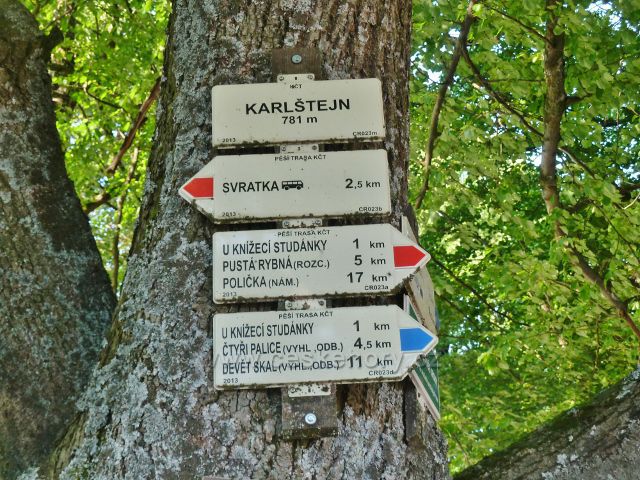 KČT
KARLŠTEJN
781 m
2013 CR023m
PĚŠÍ TRASA KČT
SVRATKA 2,5 km
2013 CR023b
PĚŠÍ TRASA KČT
U KNÍŽECÍ STUDÁNKY 1 km
PUSTÁ RYBNÁ (ROZC.) 5 km
POLIČKA (NÁM.) 17 km
2013 CR023a
PĚŠÍ TRASA KČT
U KNÍŽECÍ STUDÁNKY 1 km
ČTYŘI PALICE (VYHL., ODB.) 4,5 km
DEVĚT SKAL (VYHL., ODB.) 11 km
2013 CR023d